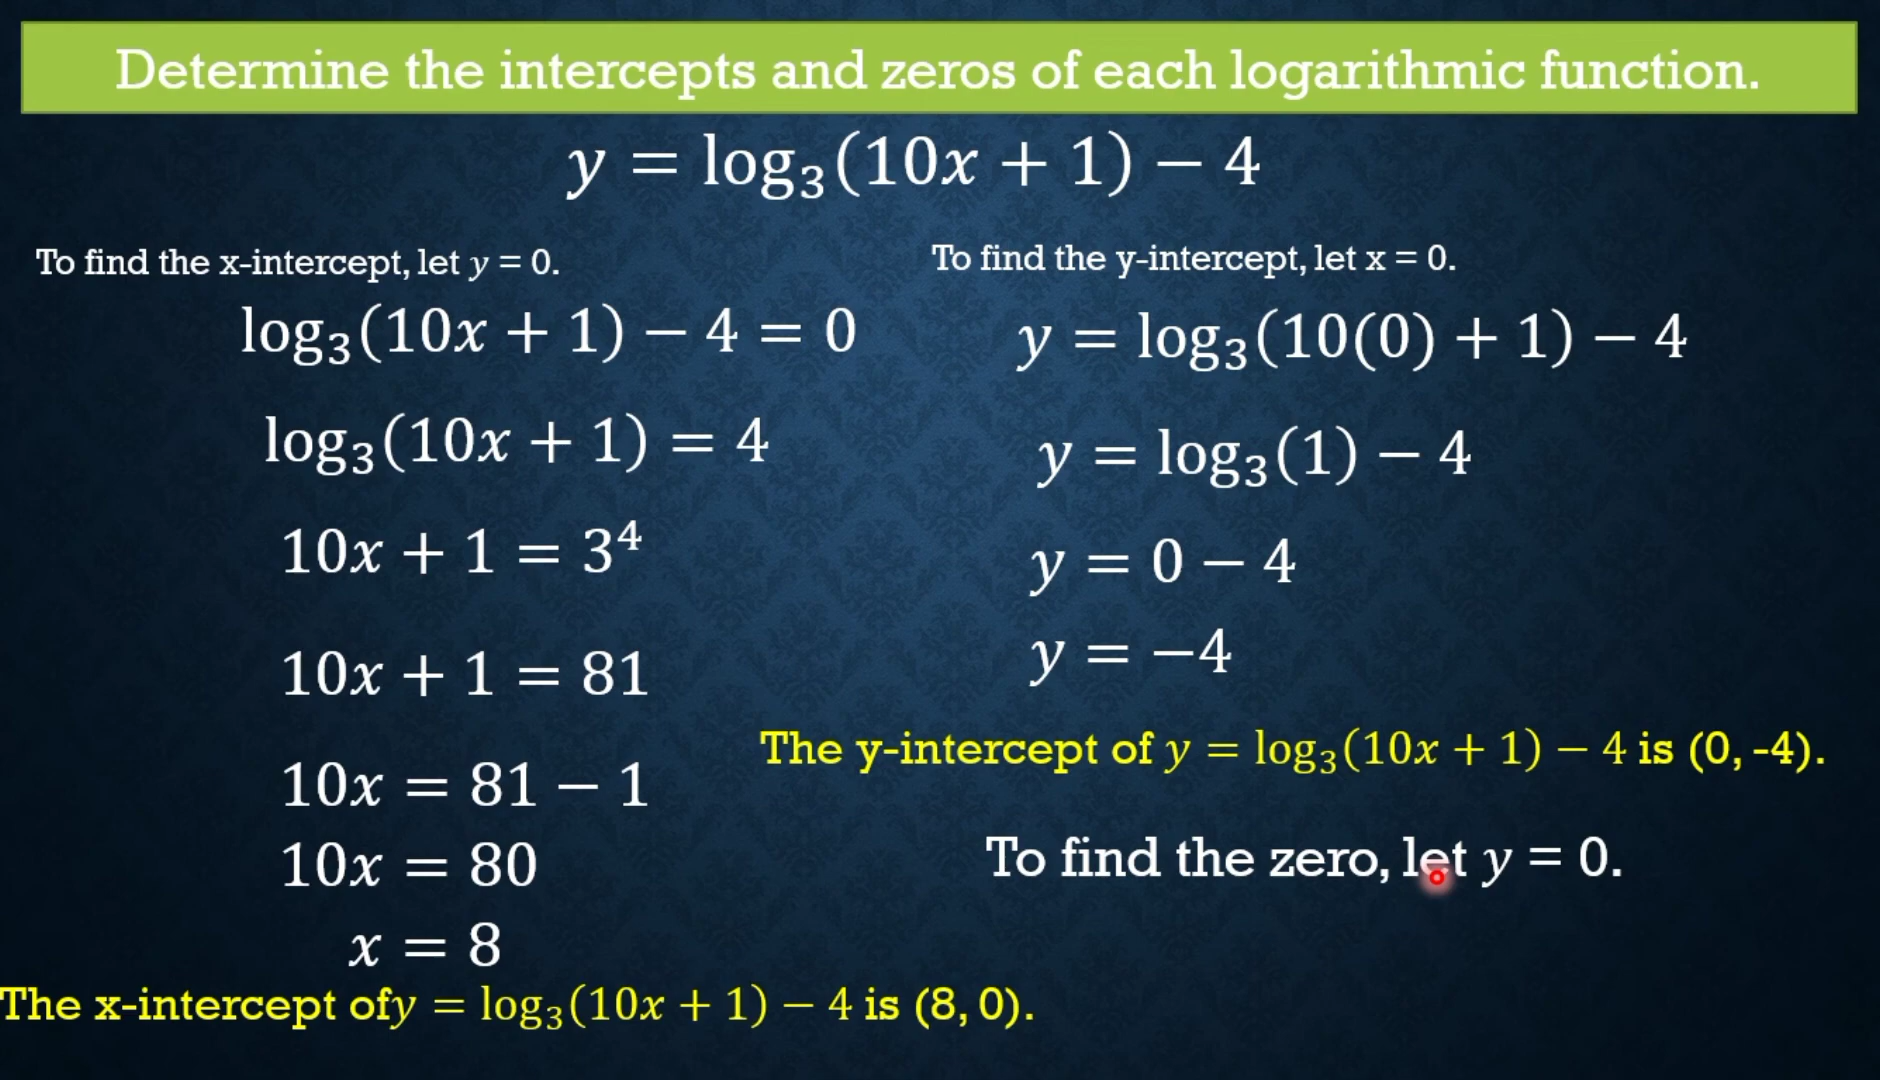 Determine the intercepts and zeros of each logarithmic function.
y = log₃(10x + 1) − 4
To find the x-intercept, let y = 0.
log₃(10x + 1) − 4 = 0
log₃(10x + 1) = 4
10x + 1 = 3⁴
10x + 1 = 81
10x = 81 − 1
10x = 80
x = 8
The x-intercept ofy = log₃(10x + 1) − 4 is (8, 0).
To find the y-intercept, let x = 0.
y = log₃(10(0) + 1) − 4
y = log₃(1) − 4
y = 0 − 4
y = −4
The y-intercept of y = log₃(10x + 1) − 4 is (0, -4).
To find the zero, let y = 0.